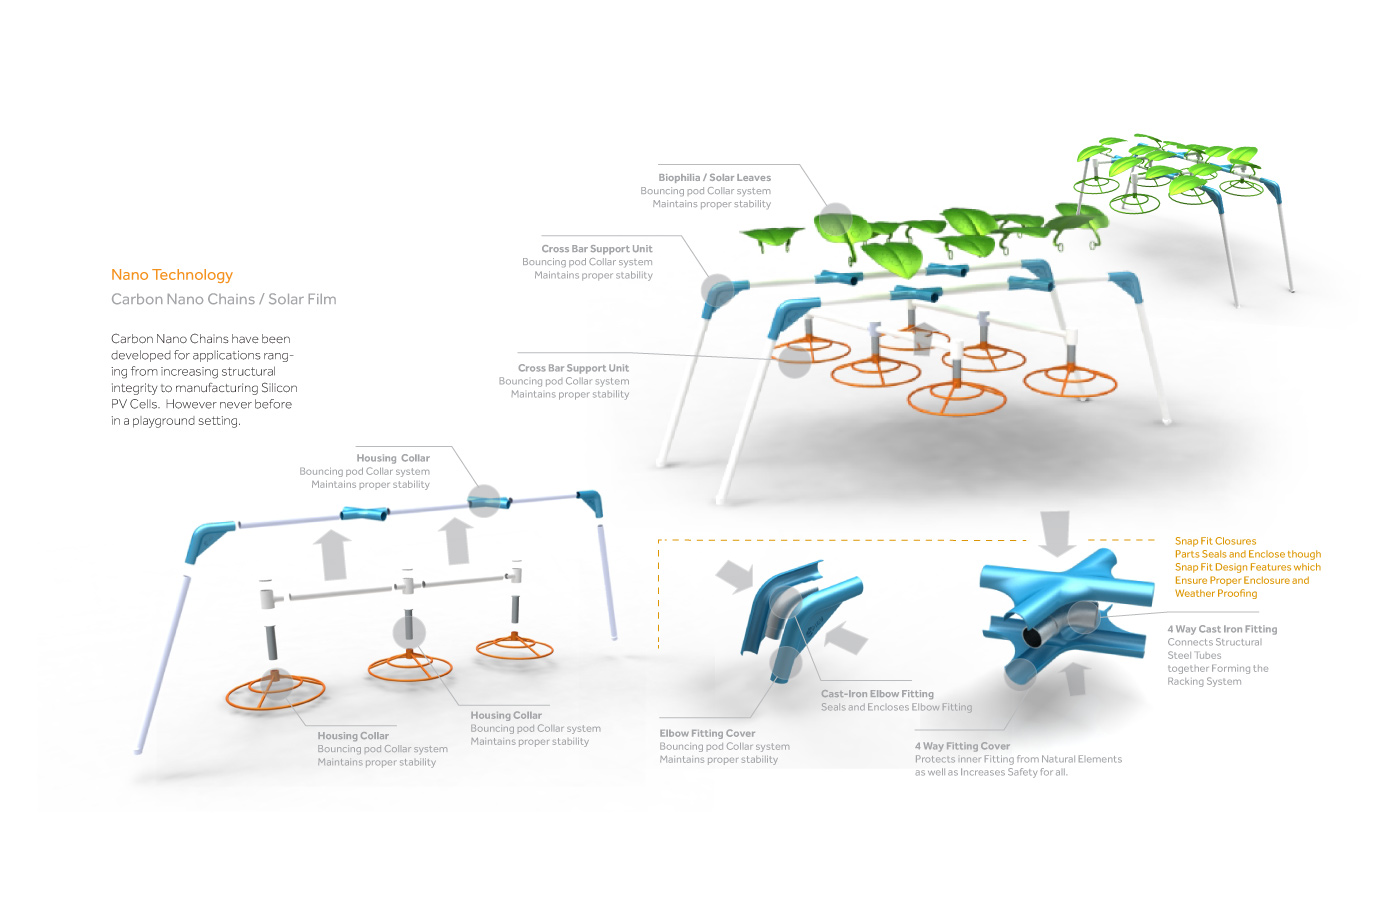 Nano Technology
Carbon Nano Chains / Solar Film
Carbon Nano Chains have been
developed for applications rang-
ing from increasing structural
integrity to manufacturing Silicon
PV Cells.  However never before
in a playground setting.
Biophilia / Solar Leaves
Bouncing pod Collar system
Maintains proper stability
Cross Bar Support Unit
Bouncing pod Collar system
Maintains proper stability
Cross Bar Support Unit
Bouncing pod Collar system
Maintains proper stability
Housing  Collar
Bouncing pod Collar system
Maintains proper stability
Housing Collar
Bouncing pod Collar system
Maintains proper stability
Housing Collar
Bouncing pod Collar system
Maintains proper stability
Snap Fit Closures
Parts Seals and Enclose though
Snap Fit Design Features which
Ensure Proper Enclosure and
Weather Proofing
4 Way Cast Iron Fitting
Connects Structural
Steel Tubes
together Forming the
Racking System
Cast-Iron Elbow Fitting
Seals and Encloses Elbow Fitting
Elbow Fitting Cover
Bouncing pod Collar system
Maintains proper stability
4 Way Fitting Cover
Protects inner Fitting from Natural Elements
as well as Increases Safety for all.